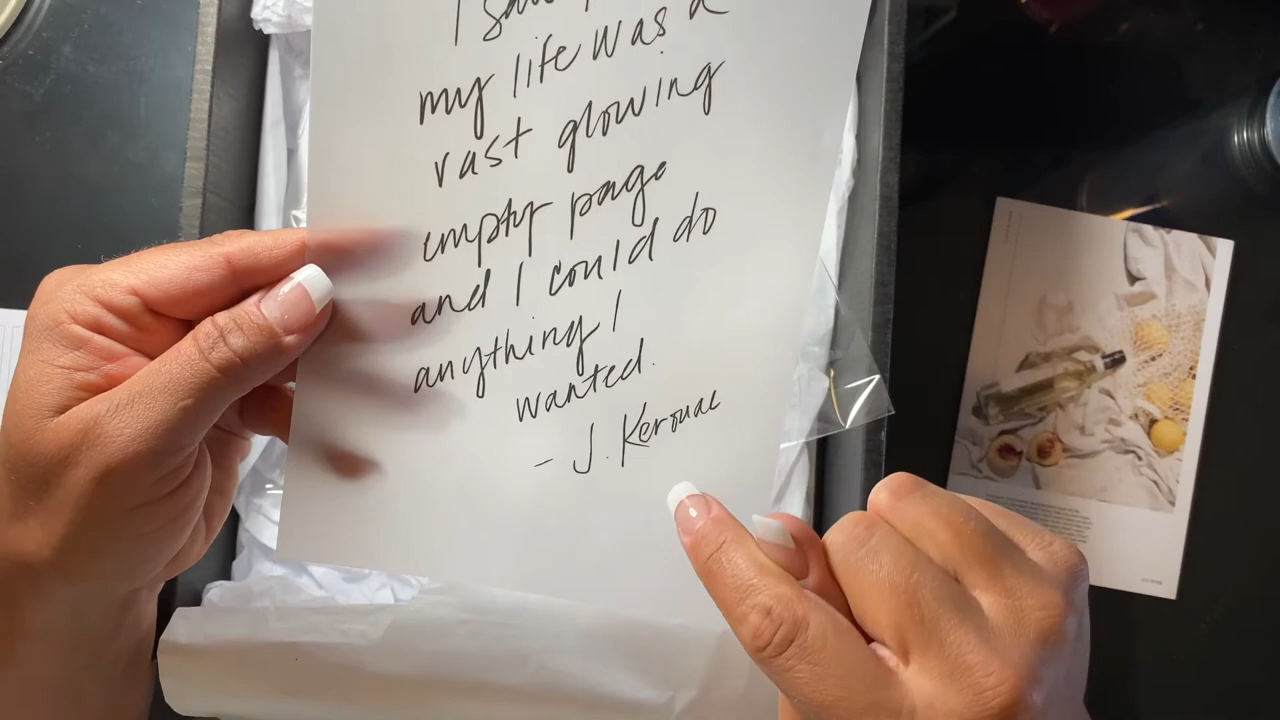 I
my life was a
vast glowing
empty page
and I could do
anything I
wanted.
- J. Kerouac